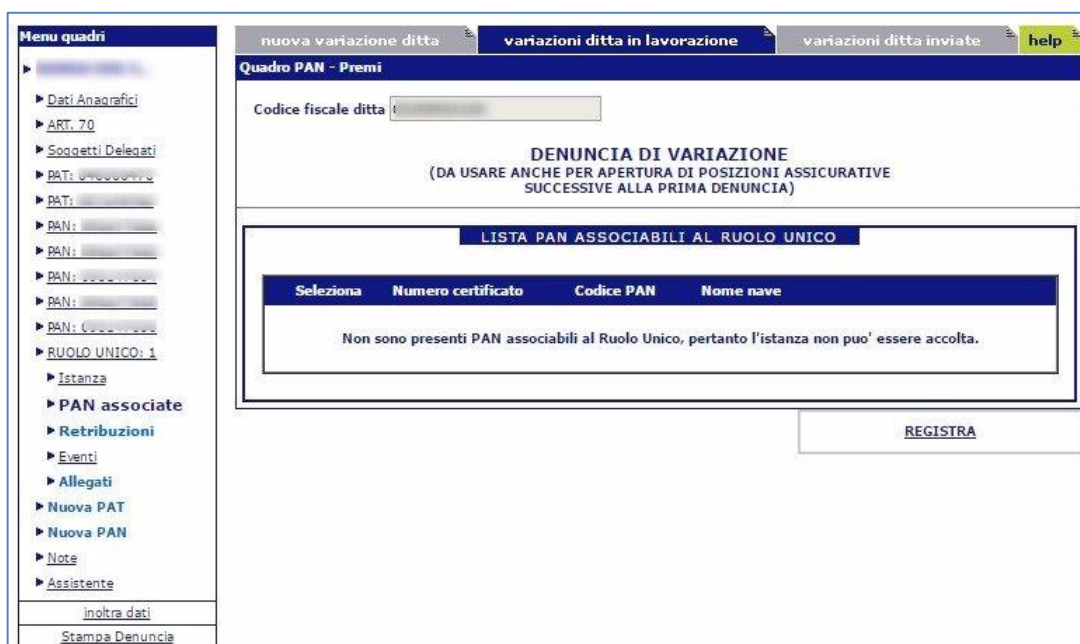 Menu quadri
Dati Anagrafici
ART. 70
Soggetti Delegati
PAT:
PAT:
PAN:
PAN:
PAN:
PAN:
PAN:
RUOLO UNICO: 1
Istanza
PAN associate
Retribuzioni
Eventi
Allegati
Nuova PAT
Nuova PAN
Note
Assistente
inoltra dati
Stampa Denuncia
nuova variazione ditta
variazioni ditta in lavorazione
variazioni ditta inviate
help
Quadro PAN - Premi
Codice fiscale ditta
DENUNCIA DI VARIAZIONE
(DA USARE ANCHE PER APERTURA DI POSIZIONI ASSICURATIVE
SUCCESSIVE ALLA PRIMA DENUNCIA)
LISTA PAN ASSOCIABILI AL RUOLO UNICO
Seleziona Numero certificato Codice PAN Nome nave
Non sono presenti PAN associabili al Ruolo Unico, pertanto l'istanza non puo' essere accolta.
REGISTRA